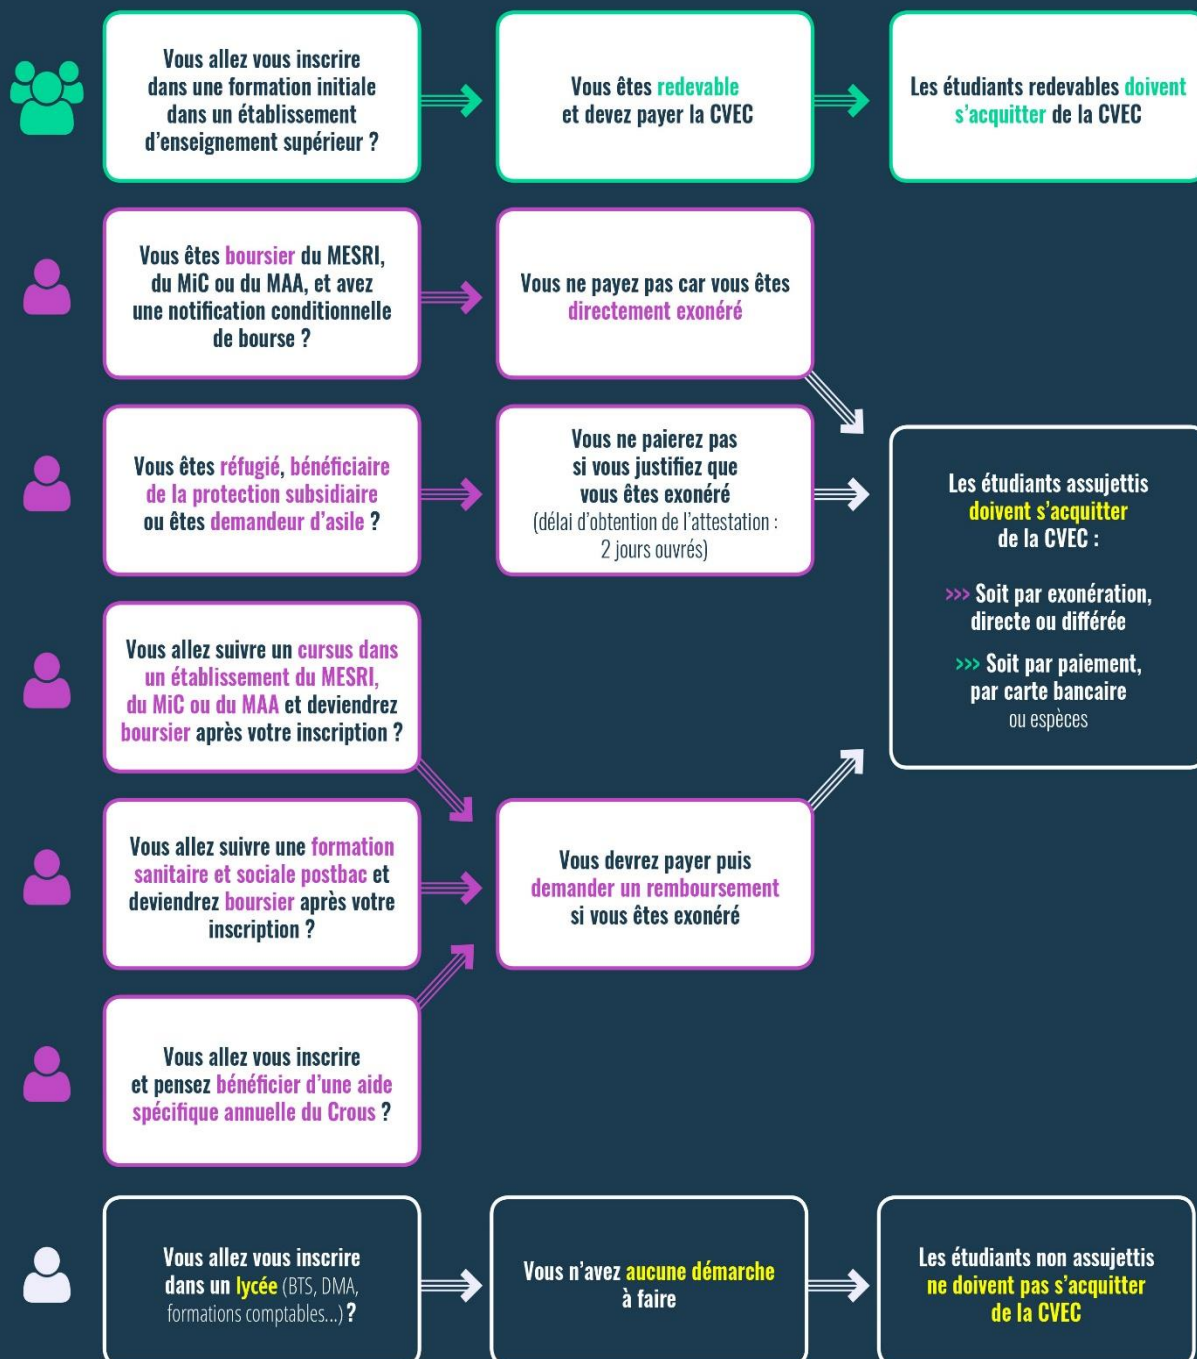 Vous allez vous inscrire
dans une formation initiale
dans un établissement
d'enseignement supérieur ?
Vous êtes redevable
et devez payer la CVEC
Les étudiants redevables doivent
s'acquitter de la CVEC
Vous êtes boursier du MESRI,
du MiC ou du MAA, et avez
une notification conditionnelle
de bourse ?
Vous ne payez pas car vous êtes
directement exonéré
Vous êtes réfugié, bénéficiaire
de la protection subsidiaire
ou êtes demandeur d'asile ?
Vous ne paierez pas
si vous justifiez que
vous êtes exonéré
(délai d'obtention de l'attestation :
2 jours ouvrés)
Les étudiants assujettis
doivent s'acquitter
de la CVEC :
>>> Soit par exonération,
directe ou différée
>>> Soit par paiement,
par carte bancaire
ou espèces
Vous allez suivre un cursus dans
un établissement du MESRI,
du MiC ou du MAA et deviendrez
boursier après votre inscription ?
Vous allez suivre une formation
sanitaire et sociale postbac et
deviendrez boursier après votre
inscription ?
Vous devrez payer puis
demander un remboursement
si vous êtes exonéré
Vous allez vous inscrire
et pensez bénéficier d'une aide
spécifique annuelle du Crous ?
Vous allez vous inscrire
dans un lycée (BTS, DMA,
formations comptables...) ?
Vous n'avez aucune démarche
à faire
Les étudiants non assujettis
ne doivent pas s'acquitter
de la CVEC